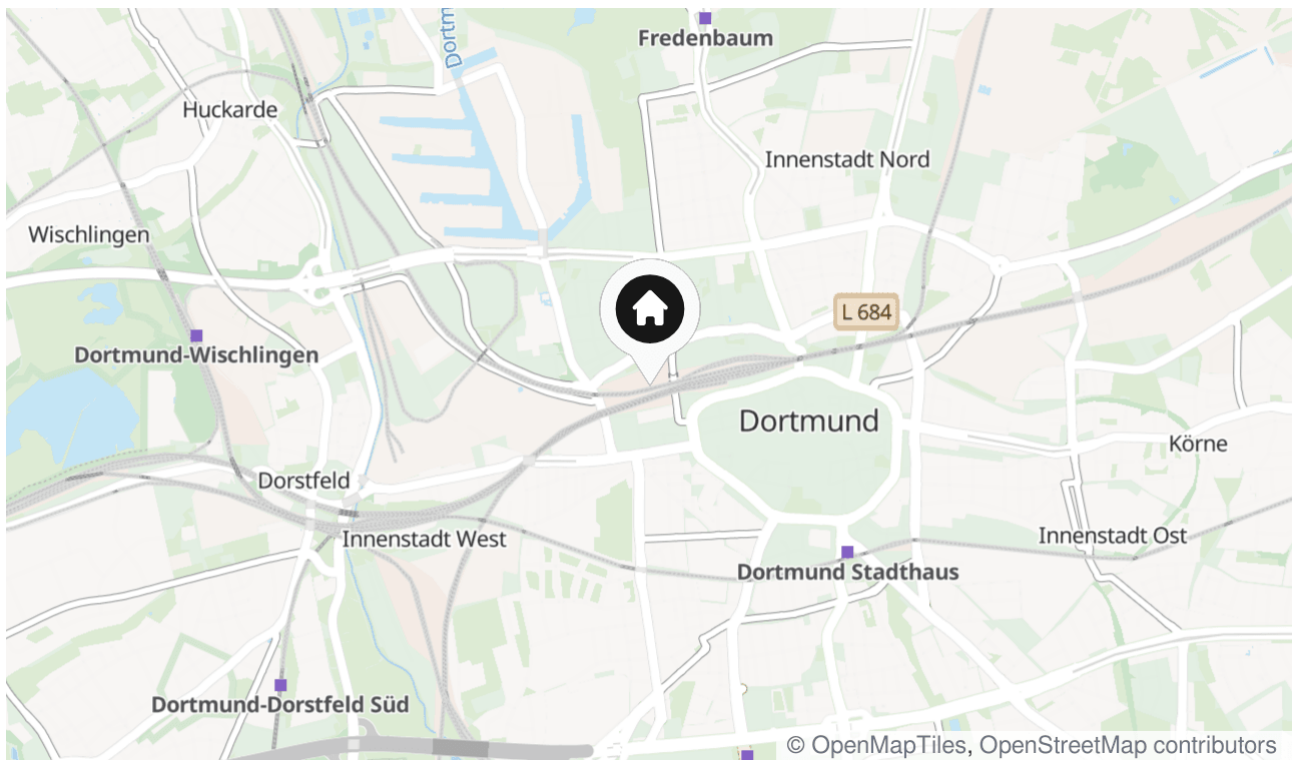 Dortm
Fredenbaum
Huckarde
Innenstadt Nord
Wischlingen
L 684
Dortmund-Wischlingen
Dortmund
Körne
Dorstfeld
Innenstadt West
Innenstadt Ost
Dortmund Stadthaus
Dortmund-Dorstfeld Süd
© OpenMapTiles, OpenStreetMap contributors